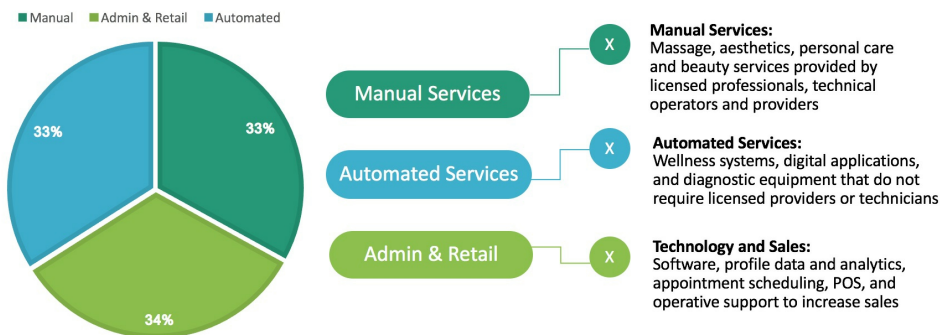 Manual Admin & Retail Automated
33%
33%
34%
Manual Services
X
Manual Services:
Massage, aesthetics, personal care
and beauty services provided by
licensed professionals, technical
operators and providers
Automated Services
X
Automated Services:
Wellness systems, digital applications,
and diagnostic equipment that do not
require licensed providers or technicians
Admin & Retail
X
Technology and Sales:
Software, profile data and analytics,
appointment scheduling, POS, and
operative support to increase sales